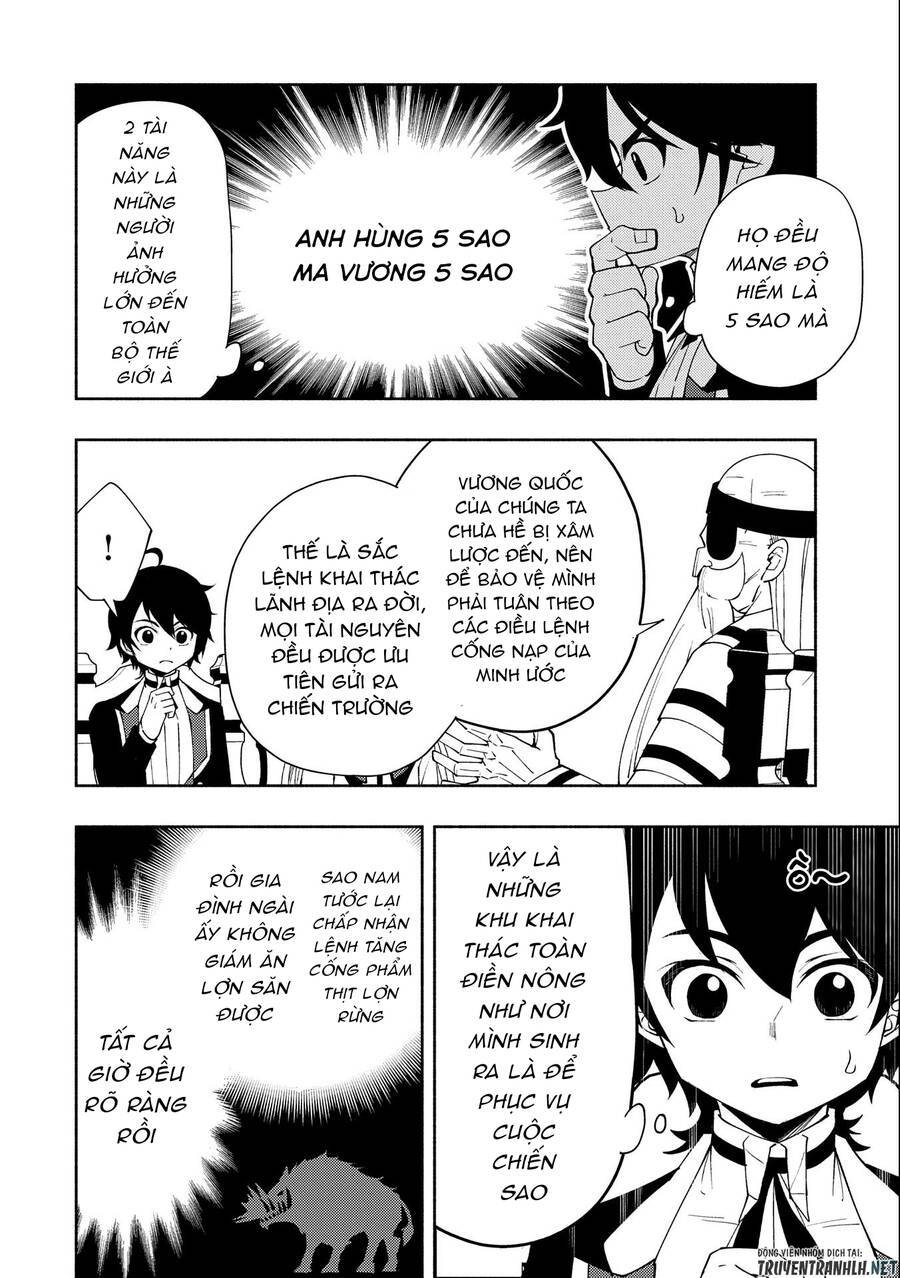 HỌ ĐỀU
MANG ĐỘ
HIẾM LÀ
5 SAO MÀ
ANH HÙNG 5 SAO
MA VƯƠNG 5 SAO
2 TÀI
NĂNG
NÀY LÀ
NHỮNG
NGƯỜI
ẢNH
HƯỞNG
LỚN ĐẾN
TOÀN
BỘ THẾ
GIỚI À
VƯƠNG QUỐC
CỦA CHÚNG TA
CHƯA HỀ BỊ XÂM
LƯỢC ĐẾN, NÊN
ĐỂ BẢO VỆ MÌNH
PHẢI TUÂN THEO
CÁC ĐIỀU LỆNH
CỐNG NẠP CỦA
MINH ƯỚC
THẾ LÀ SẮC
LỆNH KHAI THÁC
LÃNH ĐỊA RA ĐỜI,
MỌI TÀI NGUYÊN
ĐỀU ĐƯỢC ƯU
TIÊN GỬI RA
CHIẾN TRƯỜNG
!
Ồ~
VẬY LÀ
NHỮNG
KHU KHAI
THÁC TOÀN
ĐIỀN NÔNG
NHƯ NƠI
MÌNH SINH
RA LÀ ĐỂ
PHỤC VỤ
CUỘC
CHIẾN
SAO
SAO NAM
TƯỚC LẠI
CHẤP NHẬN
LỆNH TĂNG
CỐNG PHẨM
THỊT LỢN
RỪNG
RỒI GIA
ĐÌNH NGÀI
ẤY KHÔNG
GIÁM ĂN
LỢN SĂN
ĐƯỢC
TẤT CẢ
GIỜ ĐỀU
RÕ RÀNG
RỒI
ĐỘNG VIÊN NHÓM DỊCH TẠI:
TRUYENTRANHLH.NET